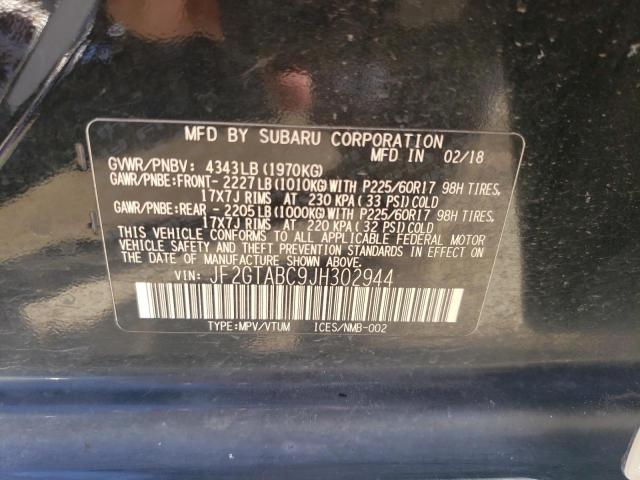 MFD BY SUBARU CORPORATION
MFD IN 02/18
GVWR/PNBV: 4343LB(1970KG)
GAWR/PNBE:FRONT- 2227LB(1010KG)WITH P225/60R17 98H TIRES,
17X7J RIMS AT 230 KPA(33 PSI)COLD
GAWR/PNBE:REAR - 2205LB(1000KG)WITH P225/60R17 98H TIRES,
17X7J RIMS AT 220 KPA(32 PSI)COLD
THIS VEHICLE CONFORMS TO ALL APPLICABLE FEDERAL MOTOR
VEHICLE SAFETY AND THEFT PREVENTION STANDARDS IN EFFECT ON
THE DATE OF MANUFACTURE SHOWN ABOVE.
VIN: JF2GTABC9JH302944
TYPE:MPV/VTUM ICES/NMB-002